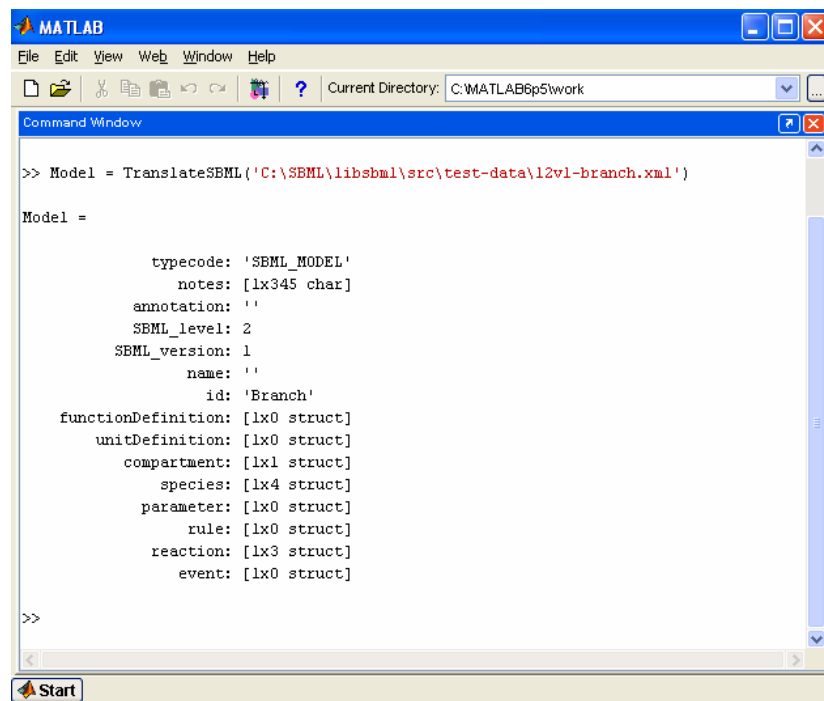 MATLAB
File Edit View Web Window Help
? Current Directory: C:\MATLAB6p5\work ...
Command Window
>> Model = TranslateSBML('C:\SBML\libsbml\src\test-data\l2v1-branch.xml')
Model =
typecode: 'SBML_MODEL'
notes: [1x345 char]
annotation: ''
SBML_level: 2
SBML_version: 1
name: ''
id: 'Branch'
functionDefinition: [1x0 struct]
unitDefinition: [1x0 struct]
compartment: [1x1 struct]
species: [1x4 struct]
parameter: [1x0 struct]
rule: [1x0 struct]
reaction: [1x3 struct]
event: [1x0 struct]
>>
Start